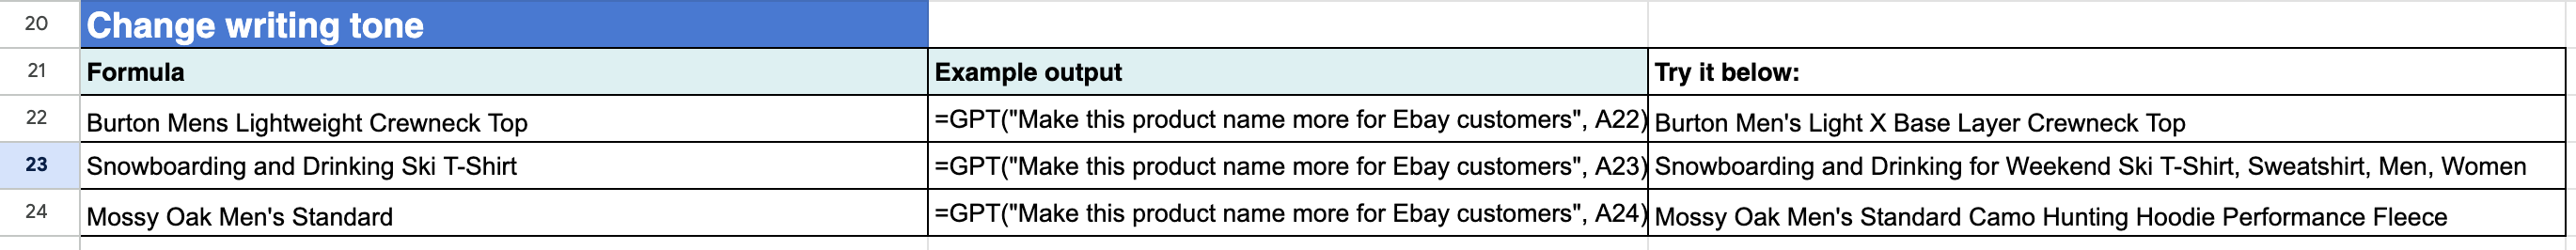 20 Change writing tone
21 Formula Example output Try it below:
22 Burton Mens Lightweight Crewneck Top =GPT("Make this product name more for Ebay customers", A22) Burton Men's Light X Base Layer Crewneck Top
23 Snowboarding and Drinking Ski T-Shirt =GPT("Make this product name more for Ebay customers", A23) Snowboarding and Drinking for Weekend Ski T-Shirt, Sweatshirt, Men, Women
24 Mossy Oak Men's Standard =GPT("Make this product name more for Ebay customers", A24) Mossy Oak Men's Standard Camo Hunting Hoodie Performance Fleece